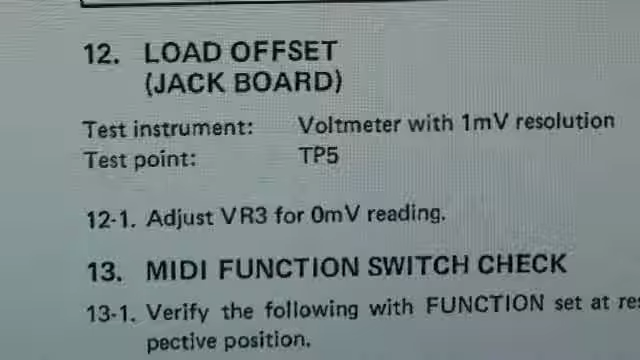 12. LOAD OFFSET
(JACK BOARD)
Test instrument: Voltmeter with 1mV resolution
Test point: TP5
12-1. Adjust VR3 for 0mV reading.
13. MIDI FUNCTION SWITCH CHECK
13-1. Verify the following with FUNCTION set at res
pective position.